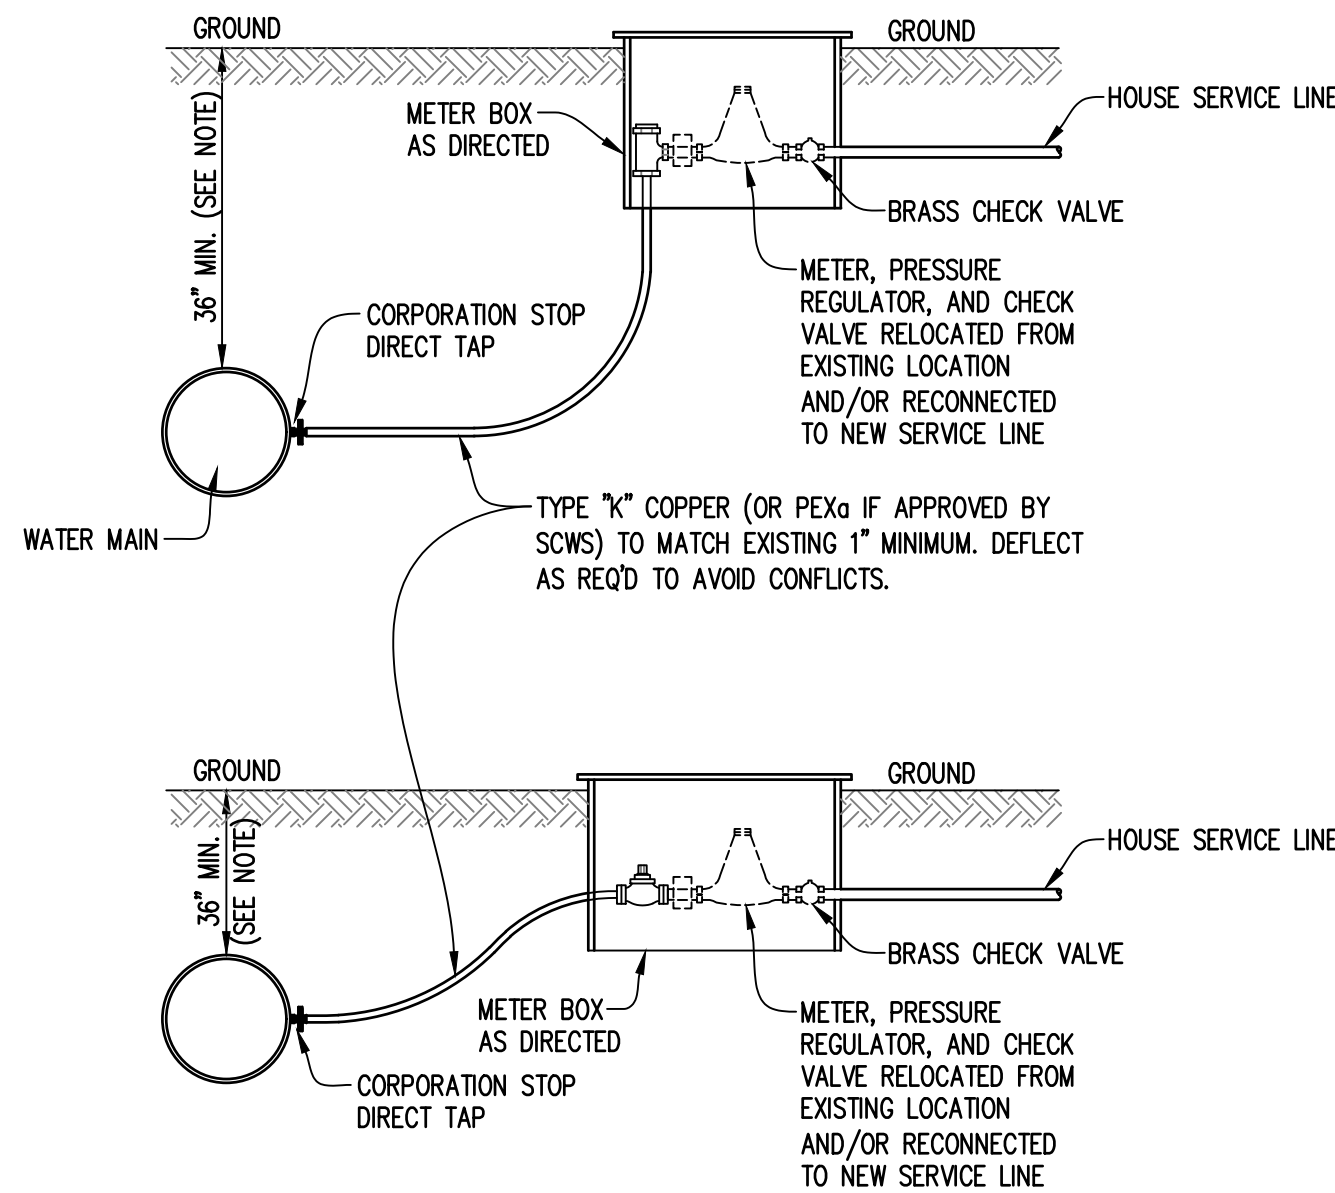 GROUND
GROUND
HOUSE SERVICE LINE
METER BOX
AS DIRECTED
36" MIN. (SEE NOTE)
BRASS CHECK VALVE
METER, PRESSURE
REGULATOR, AND CHECK
VALVE RELOCATED FROM
EXISTING LOCATION
AND/OR RECONNECTED
TO NEW SERVICE LINE
CORPORATION STOP
DIRECT TAP
WATER MAIN
TYPE "K" COPPER (OR PEXa IF APPROVED BY
SCWS) TO MATCH EXISTING 1" MINIMUM. DEFLECT
AS REQ'D TO AVOID CONFLICTS.
GROUND
GROUND
HOUSE SERVICE LINE
36" MIN.
(SEE NOTE)
BRASS CHECK VALVE
METER BOX
AS DIRECTED
METER, PRESSURE
REGULATOR, AND CHECK
VALVE RELOCATED FROM
EXISTING LOCATION
AND/OR RECONNECTED
TO NEW SERVICE LINE
CORPORATION STOP
DIRECT TAP